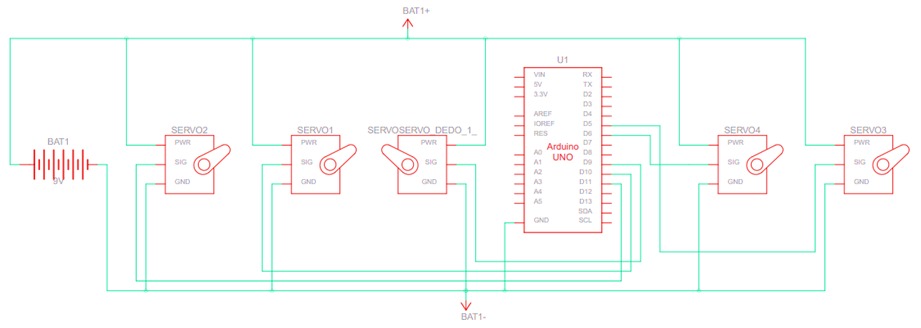 BAT1+
U1
VIN
5V
3.3V
AREF
IOREF
RES
A0
A1
A2
A3
A4
A5
GND
Arduino
UNO
RX
TX
D2
D3
D4
D5
D6
D7
D8
D9
D10
D11
D12
D13
SDA
SCL
BAT1
9V
SERVO2
PWR
SIG
GND
SERVO1
PWR
SIG
GND
SERVOSERVO_DEDO_1_
PWR
SIG
GND
SERVO4
PWR
SIG
GND
SERVO3
PWR
SIG
GND
BAT1-